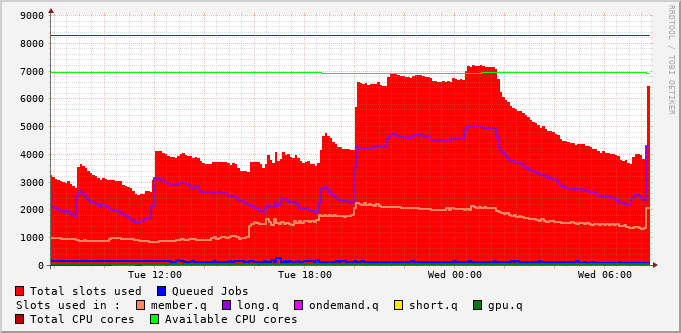 9000
8000
7000
6000
5000
4000
3000
2000
1000
0
Tue 12:00 Tue 18:00 Wed 00:00 Wed 06:00
RRDTOOL / TOBI OETIKER
Total slots used Queued Jobs
Slots used in : member.q long.q ondemand.q short.q gpu.q
Total CPU cores Available CPU cores